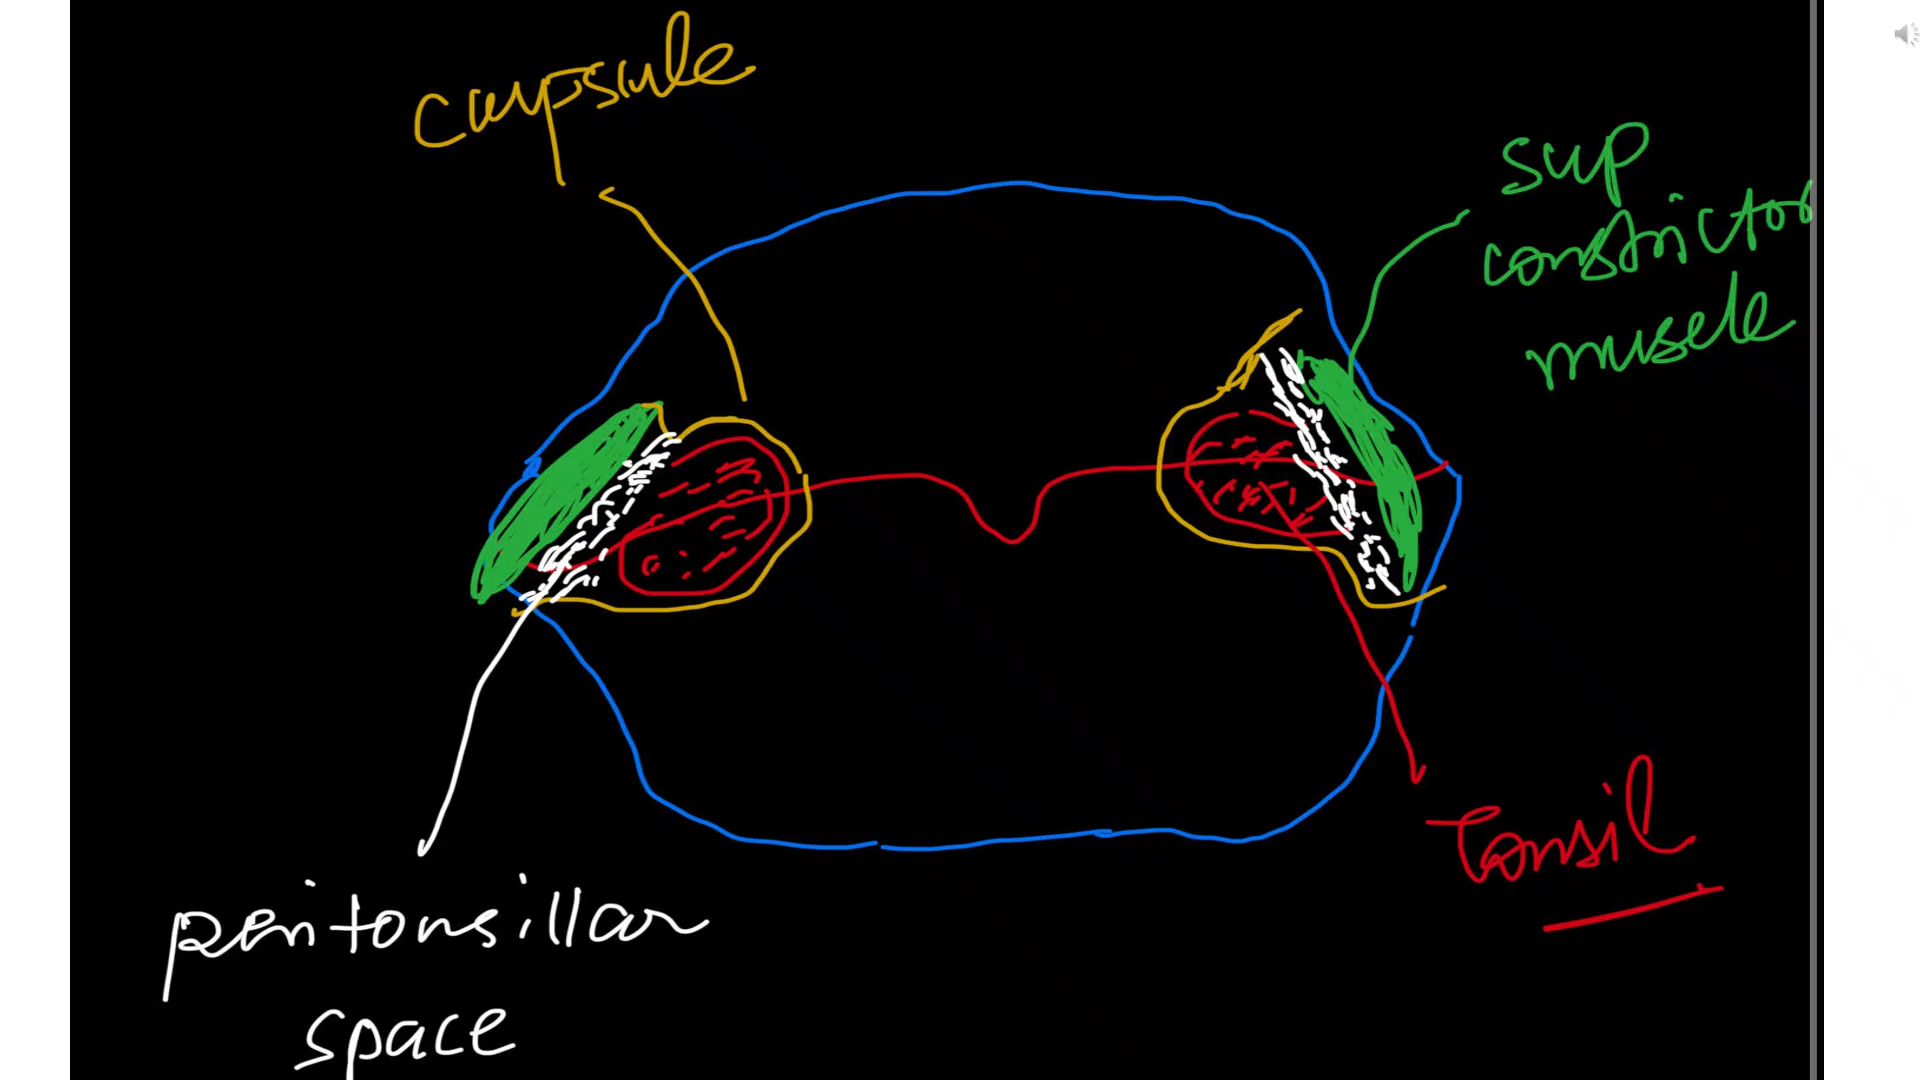 capsule
sup
constrictor
muscle
Tonsil
peritonsillar
space